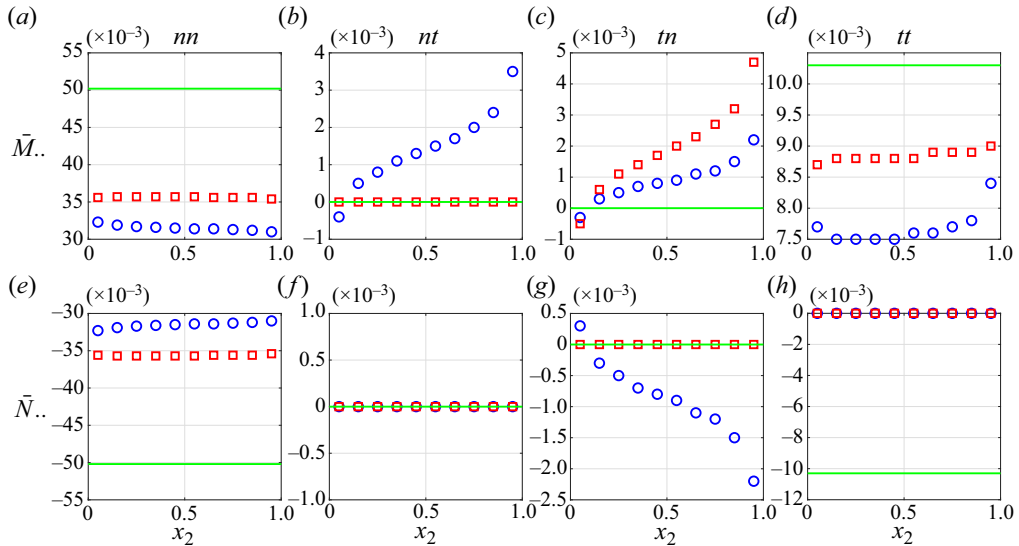 (a) (×10⁻³) nn
(b) (×10⁻³) nt
(c) (×10⁻³) tn
(d) (×10⁻³) tt
M̄..
55
50
45
40
35
30
0 0.5 1.0
4
3
2
1
0
−1
0 0.5 1.0
5
4
3
2
1
0
−1
0 0.5 1.0
10.0
9.5
9.0
8.5
8.0
7.5
0 0.5 1.0
(e) (×10⁻³)
(f) (×10⁻³)
(g) (×10⁻³)
(h) (×10⁻³)
N̄..
−30
−35
−40
−45
−50
−55
0 0.5 1.0
x₂
1.0
0.5
0
−0.5
−1.0
0 0.5 1.0
x₂
0.5
0
−0.5
−1.0
−1.5
−2.0
−2.5
0 0.5 1.0
x₂
0
−2
−4
−6
−8
−10
−12
0 0.5 1.0
x₂